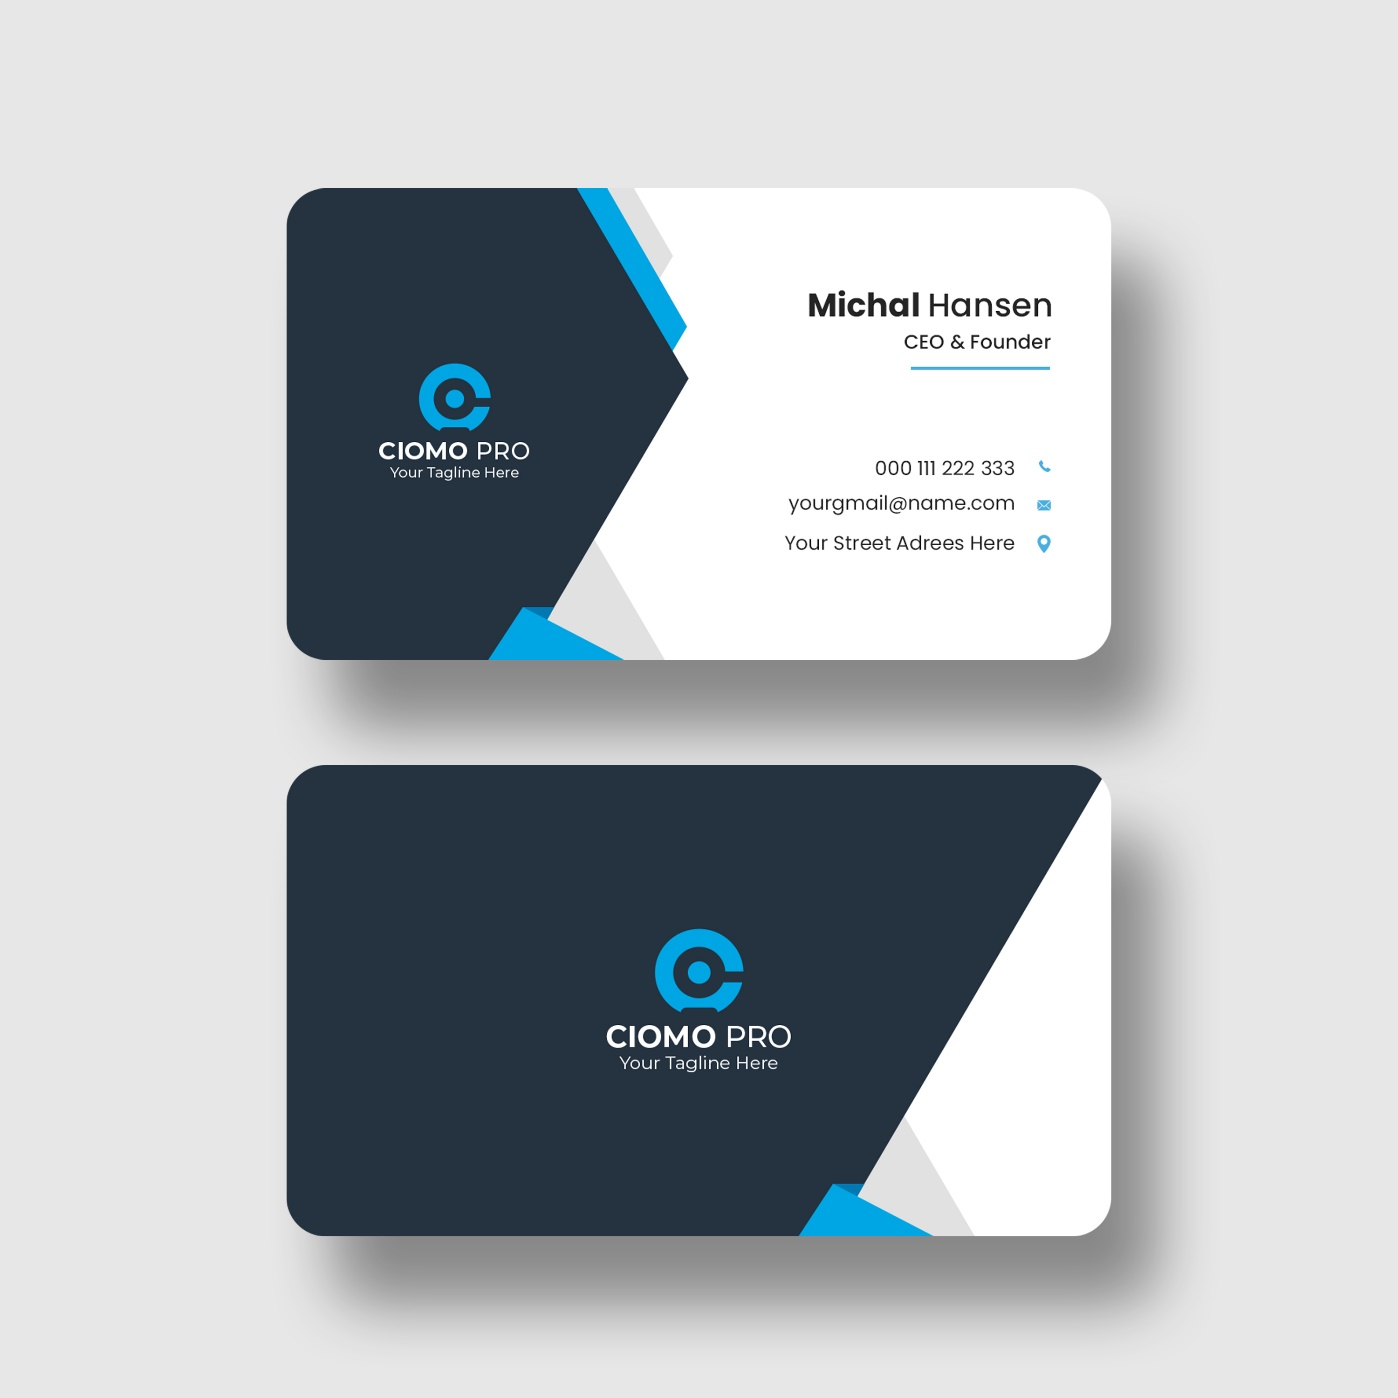 Michal Hansen
CEO & Founder
CIOMO PRO
Your Tagline Here
000 111 222 333
yourgmail@name.com
Your Street Adrees Here
CIOMO PRO
Your Tagline Here